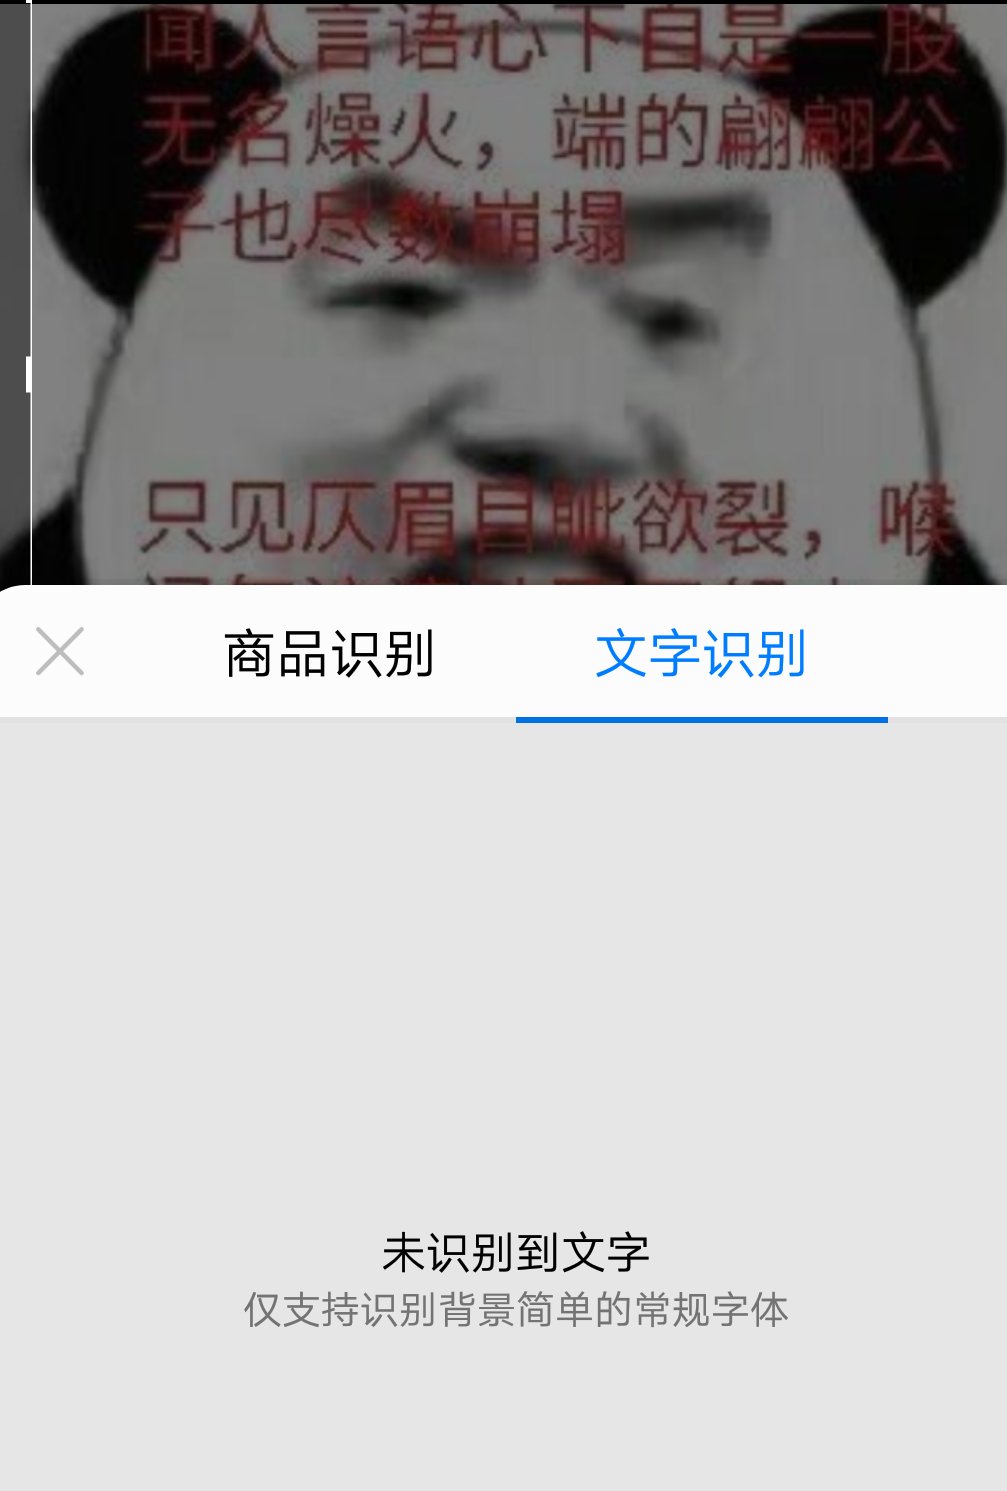 闻人言语心下自是一股
无名燥火，端的翩翩公
子也尽数崩塌
只见仄眉目眦欲裂，喉
商品识别
文字识别
未识别到文字
仅支持识别背景简单的常规字体